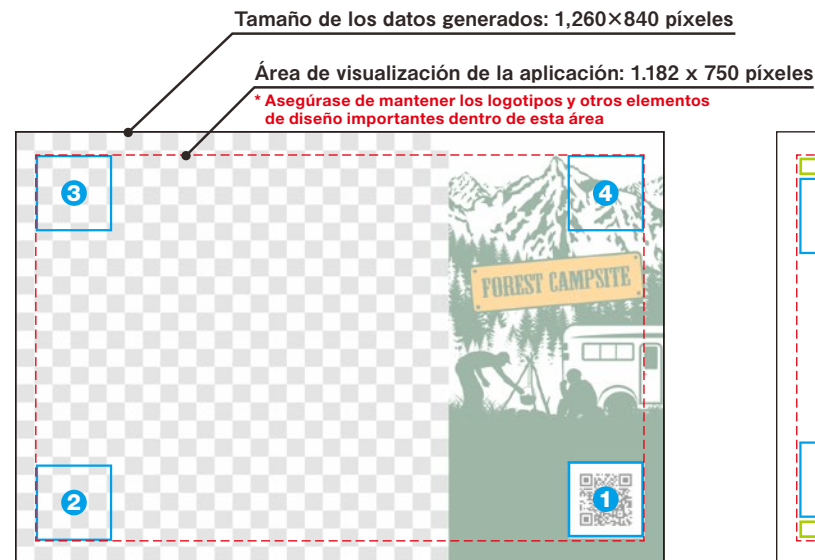 Tamaño de los datos generados: 1,260×840 píxeles
Área de visualización de la aplicación: 1.182 x 750 píxeles
* Asegúrase de mantener los logotipos y otros elementos
de diseño importantes dentro de esta área
3
4
FOREST CAMPSITE
2
1